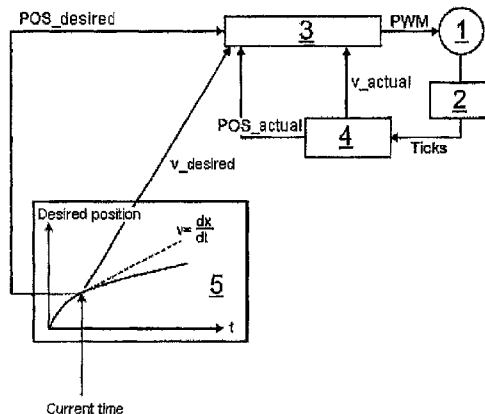 POS_desired
3
PWM
1
v_actual
2
POS_actual
4
Ticks
v_desired
Desired position
v= dx
dt
5
t
Current time